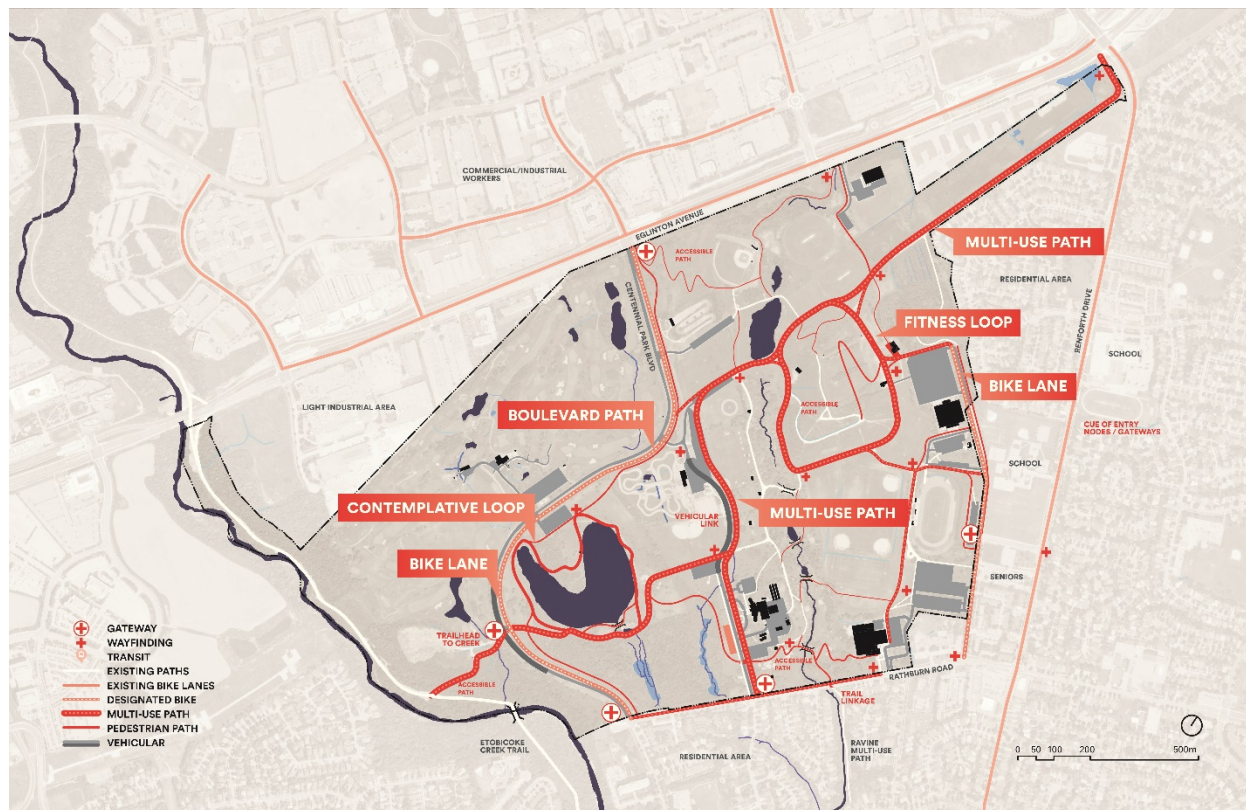 COMMERCIAL/INDUSTRIAL
WORKERS
EGLINTON AVENUE
ACCESSIBLE
PATH
MULTI-USE PATH
RESIDENTIAL AREA
CENTENNIAL PARK BLVD
RENFORTH DRIVE
FITNESS LOOP
SCHOOL
BIKE LANE
LIGHT INDUSTRIAL AREA
BOULEVARD PATH
ACCESSIBLE
PATH
CUE OF ENTRY
NODES / GATEWAYS
SCHOOL
CONTEMPLATIVE LOOP
VEHICULAR
LINK
MULTI-USE PATH
BIKE LANE
SENIORS
TRAILHEAD
TO CREEK
ACCESSIBLE
PATH
ACCESSIBLE
PATH
RATHBURN ROAD
TRAIL
LINKAGE
ETOBICOKE
CREEK TRAIL
RESIDENTIAL AREA
RAVINE
MULTI-USE
PATH
GATEWAY
WAYFINDING
TRANSIT
EXISTING PATHS
EXISTING BIKE LANES
DESIGNATED BIKE
MULTI-USE PATH
PEDESTRIAN PATH
VEHICULAR
0 50 100 200 500m